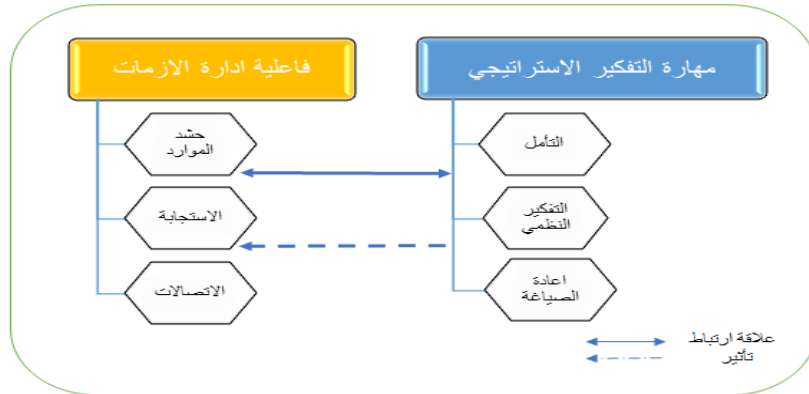 مهارة التفكير الاستراتيجي
التأمل
التفكير
النظمي
اعادة
الصياغة
فاعلية ادارة الازمات
حشد
الموارد
الاستجابة
الاتصالات
علاقة ارتباط
تأثير